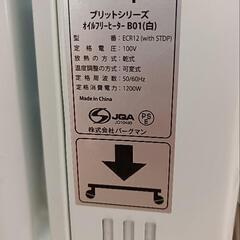 ブリットシリーズ
オイルフリーヒーター B01(白)
型 番：ECR12 (with STDP)
定 格 電 圧：100V
放 熱 の 方 式：乾式
温度調整の方式：可変式
定 格 周 波 数：50/60Hz
定格消費電力：1200W
Made in China
JQA
PSE
株式会社バーグマン